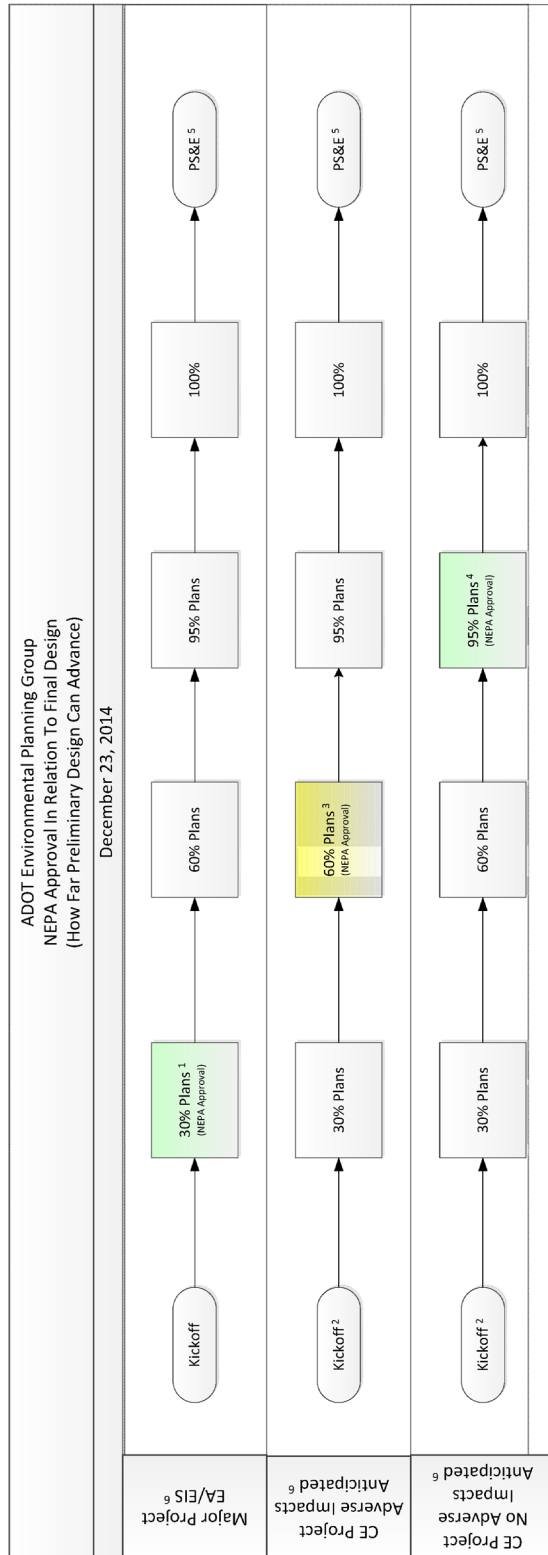 ADOT Environmental Planning Group
NEPA Approval In Relation To Final Design
(How Far Preliminary Design Can Advance)
December 23, 2014
Major Project
EA/EIS ⁶
Kickoff
30% Plans ¹
(NEPA Approval)
60% Plans
95% Plans
100%
PS&E ⁵
CE Project
Adverse Impacts
Anticipated ⁶
Kickoff ²
30% Plans
60% Plans ³
(NEPA Approval)
95% Plans
100%
PS&E ⁵
CE Project
No Adverse
Impacts
Anticipated ⁶
Kickoff ²
30% Plans
60% Plans
95% Plans ⁴
(NEPA Approval)
100%
PS&E ⁵